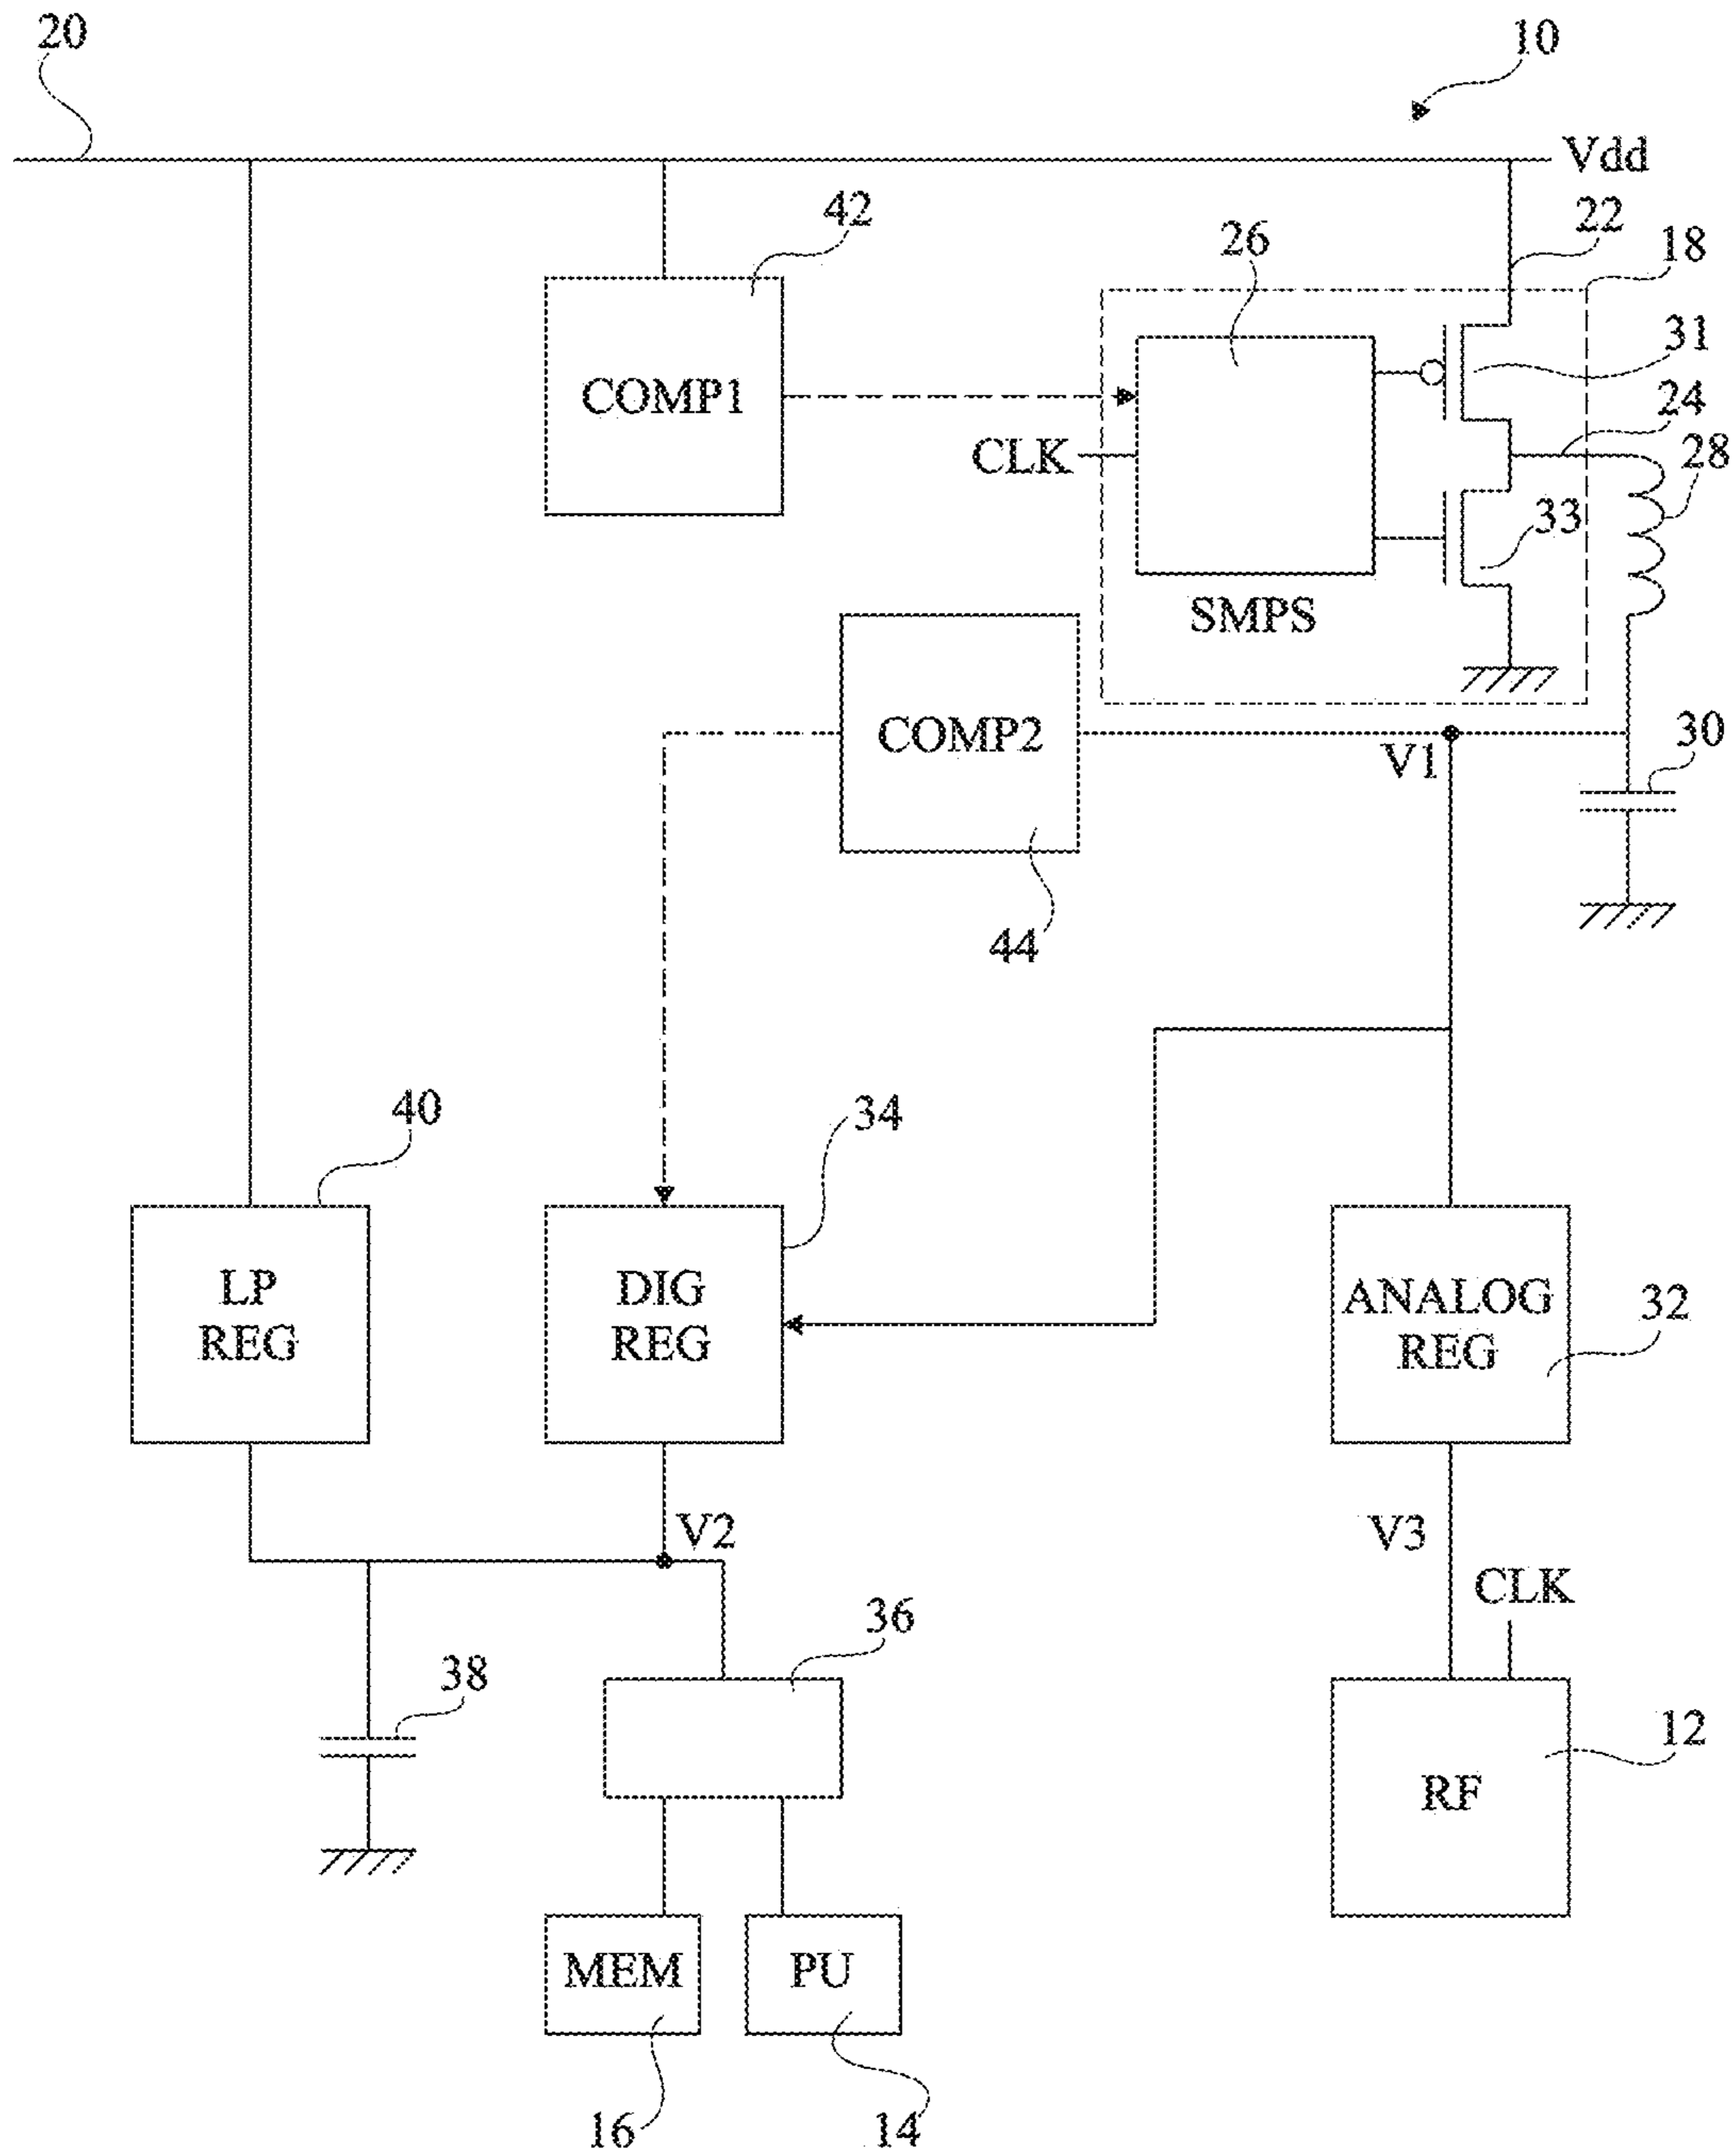 20
10
Vdd
42
22
26
18
31
COMP1
24
28
CLK
33
SMPS
COMP2
V1
30
44
40
34
LP
REG
DIG
REG
ANALOG
REG
32
V2
V3
CLK
36
38
12
RF
MEM
PU
16
14